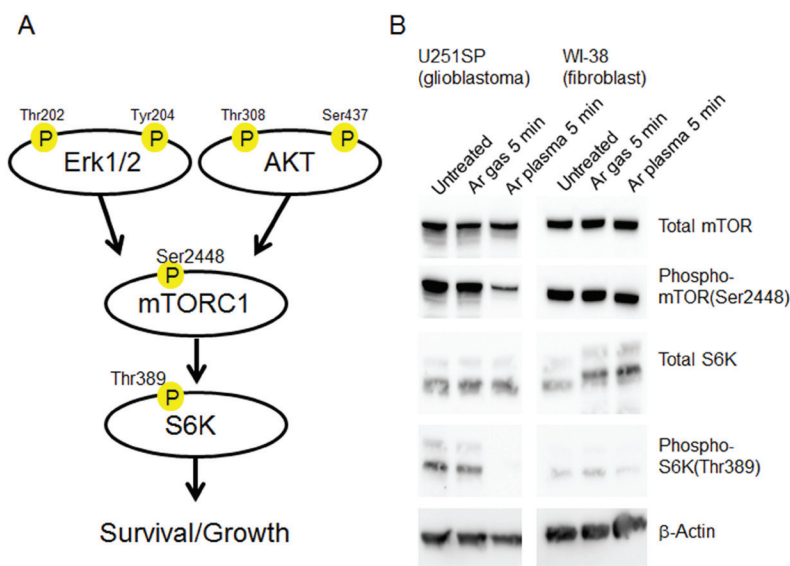 A
Thr202
Tyr204
Thr308
Ser437
P
P
P
P
Erk1/2
AKT
Ser2448
P
mTORC1
Thr389
P
S6K
Survival/Growth
B
U251SP
(glioblastoma)
WI-38
(fibroblast)
Untreated
Ar gas 5 min
Ar plasma 5 min
Untreated
Ar gas 5 min
Ar plasma 5 min
Total mTOR
Phospho-
mTOR(Ser2448)
Total S6K
Phospho-
S6K(Thr389)
β-Actin